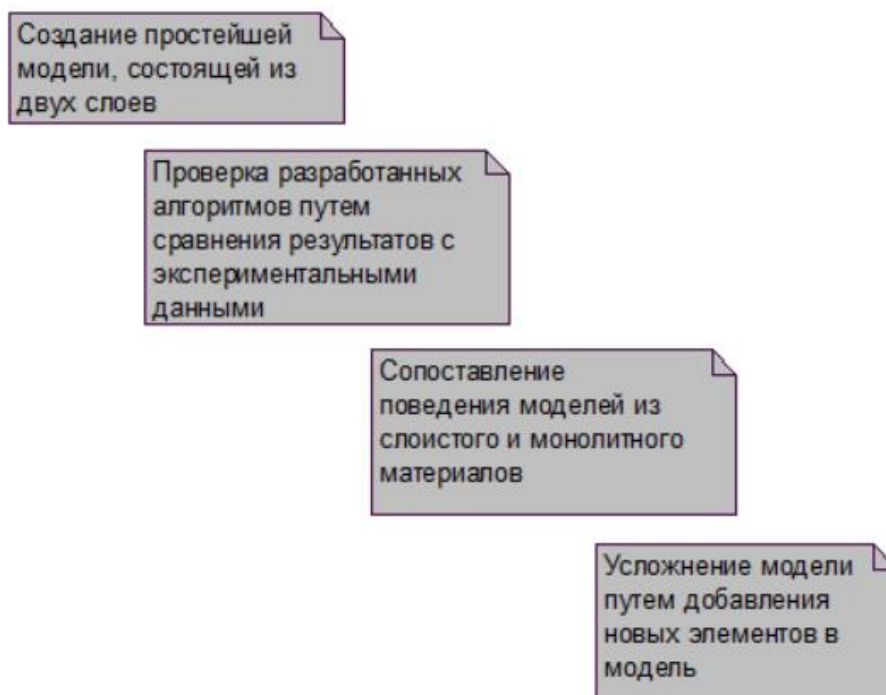 Создание простейшей
модели, состоящей из
двух слоев
Проверка разработанных
алгоритмов путем
сравнения результатов с
экспериментальными
данными
Сопоставление
поведения моделей из
слоистого и монолитного
материалов
Усложнение модели
путем добавления
новых элементов в
модель